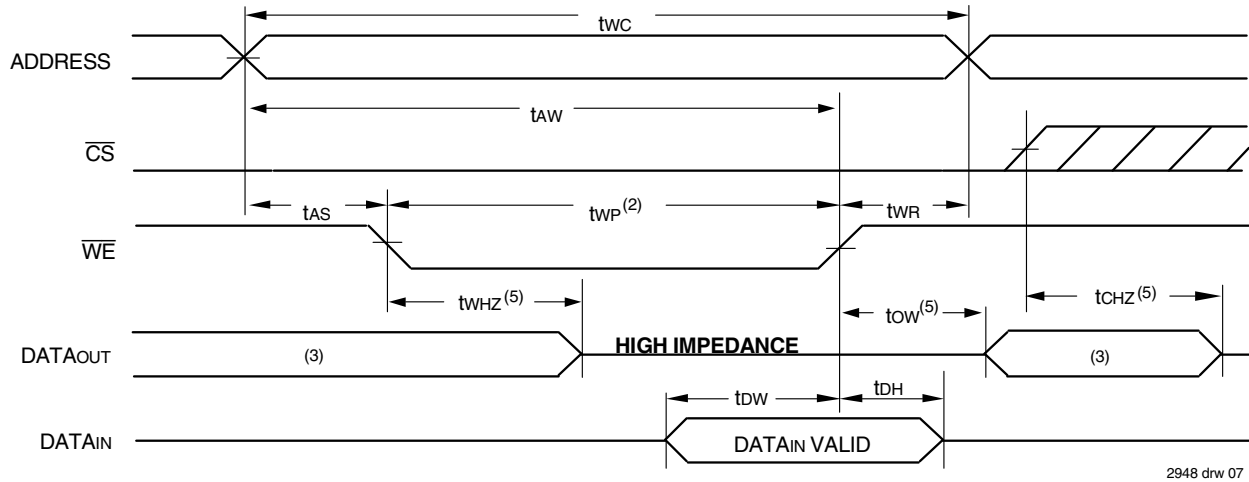 tWC
ADDRESS
tAW
CS
tAS
tWP(2)
tWR
WE
tWHZ(5)
tOW(5)
tCHZ(5)
DATAOUT
(3)
HIGH IMPEDANCE
(3)
tDW
tDH
DATAIN
DATAIN VALID
2948 drw 07